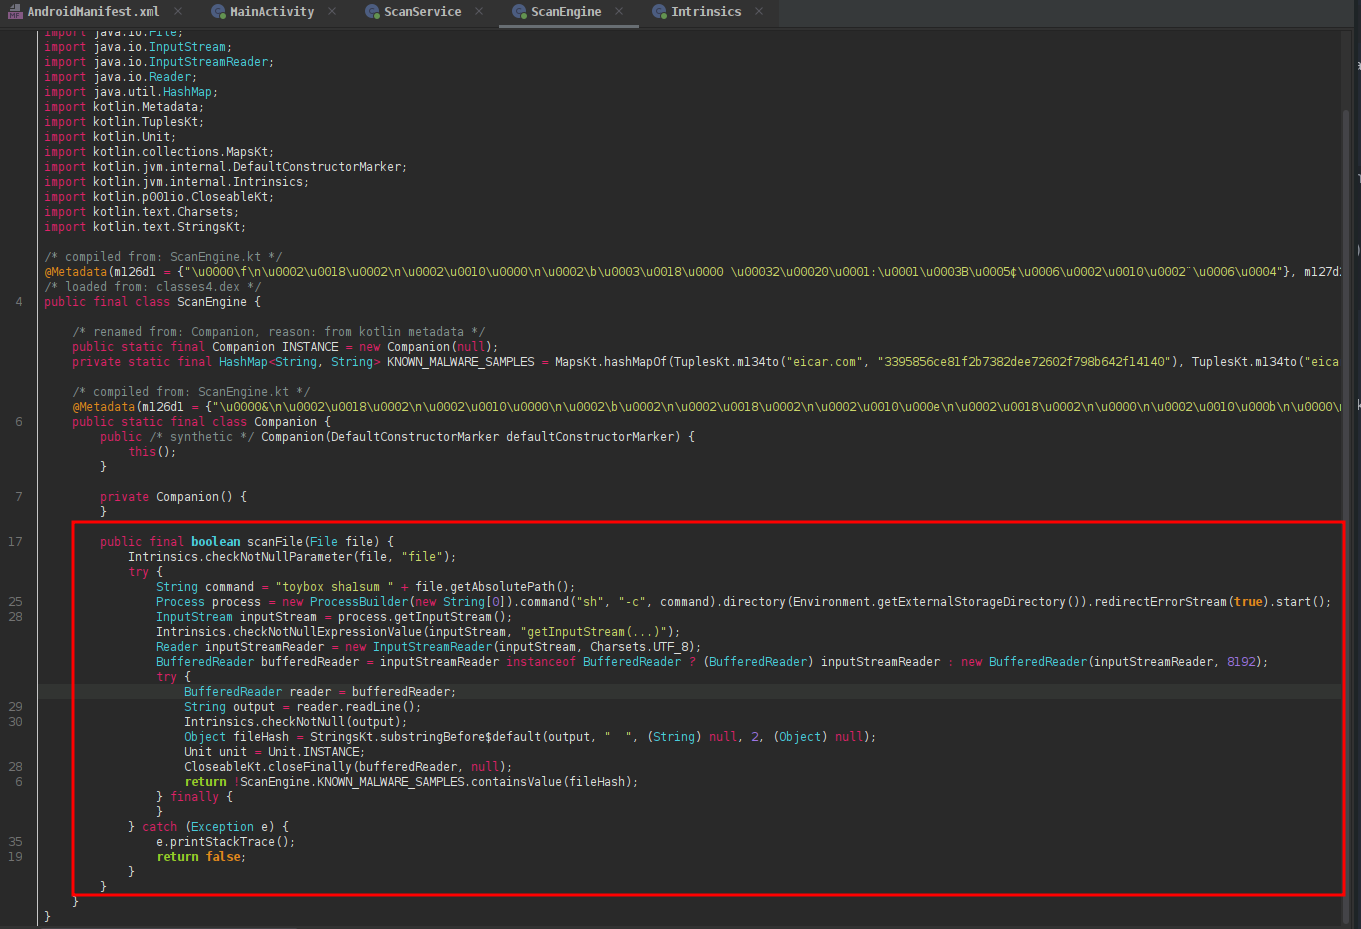 AndroidManifest.xml × MainActivity × ScanService × ScanEngine × Intrinsics ×
import java.io.File;
import java.io.InputStream;
import java.io.InputStreamReader;
import java.io.Reader;
import java.util.HashMap;
import kotlin.Metadata;
import kotlin.TuplesKt;
import kotlin.Unit;
import kotlin.collections.MapsKt;
import kotlin.jvm.internal.DefaultConstructorMarker;
import kotlin.jvm.internal.Intrinsics;
import kotlin.p001io.CloseableKt;
import kotlin.text.Charsets;
import kotlin.text.StringsKt;
/* compiled from: ScanEngine.kt */
@Metadata(m126d1 = {"\u0000\f\n\u0002\u0018\u0002\n\u0002\u0010\u0000\n\u0002\b\u0003\u0018\u0000 \u00032\u00020\u0001:\u0001\u0003B\u0005¢\u0006\u0002\u0010\u0002¨\u0006\u0004"}, m127d
/* loaded from: classes4.dex */
4 public final class ScanEngine {
/* renamed from: Companion, reason: from kotlin metadata */
public static final Companion INSTANCE = new Companion(null);
private static final HashMap<String, String> KNOWN_MALWARE_SAMPLES = MapsKt.hashMapOf(TuplesKt.m134to("eicar.com", "3395856ce81f2b7382dee72602f798b642f14140"), TuplesKt.m134to("eica
/* compiled from: ScanEngine.kt */
@Metadata(m126d1 = {"\u0000&\n\u0002\u0018\u0002\n\u0002\u0010\u0000\n\u0002\b\u0002\n\u0002\u0018\u0002\n\u0002\u0010\u000e\n\u0002\u0018\u0002\n\u0000\n\u0002\u0010\u000b\n\u0000\
6 public static final class Companion {
public /* synthetic */ Companion(DefaultConstructorMarker defaultConstructorMarker) {
this();
}
7 private Companion() {
}
17 public final boolean scanFile(File file) {
Intrinsics.checkNotNullParameter(file, "file");
try {
String command = "toybox sha1sum " + file.getAbsolutePath();
25 Process process = new ProcessBuilder(new String[0]).command("sh", "-c", command).directory(Environment.getExternalStorageDirectory()).redirectErrorStream(true).start();
28 InputStream inputStream = process.getInputStream();
Intrinsics.checkNotNullExpressionValue(inputStream, "getInputStream(...)");
Reader inputStreamReader = new InputStreamReader(inputStream, Charsets.UTF_8);
BufferedReader bufferedReader = inputStreamReader instanceof BufferedReader ? (BufferedReader) inputStreamReader : new BufferedReader(inputStreamReader, 8192);
try {
BufferedReader reader = bufferedReader;
29 String output = reader.readLine();
30 Intrinsics.checkNotNull(output);
Object fileHash = StringsKt.substringBefore$default(output, "  ", (String) null, 2, (Object) null);
Unit unit = Unit.INSTANCE;
28 CloseableKt.closeFinally(bufferedReader, null);
6 return !ScanEngine.KNOWN_MALWARE_SAMPLES.containsValue(fileHash);
} finally {
}
} catch (Exception e) {
35 e.printStackTrace();
19 return false;
}
}
}
}